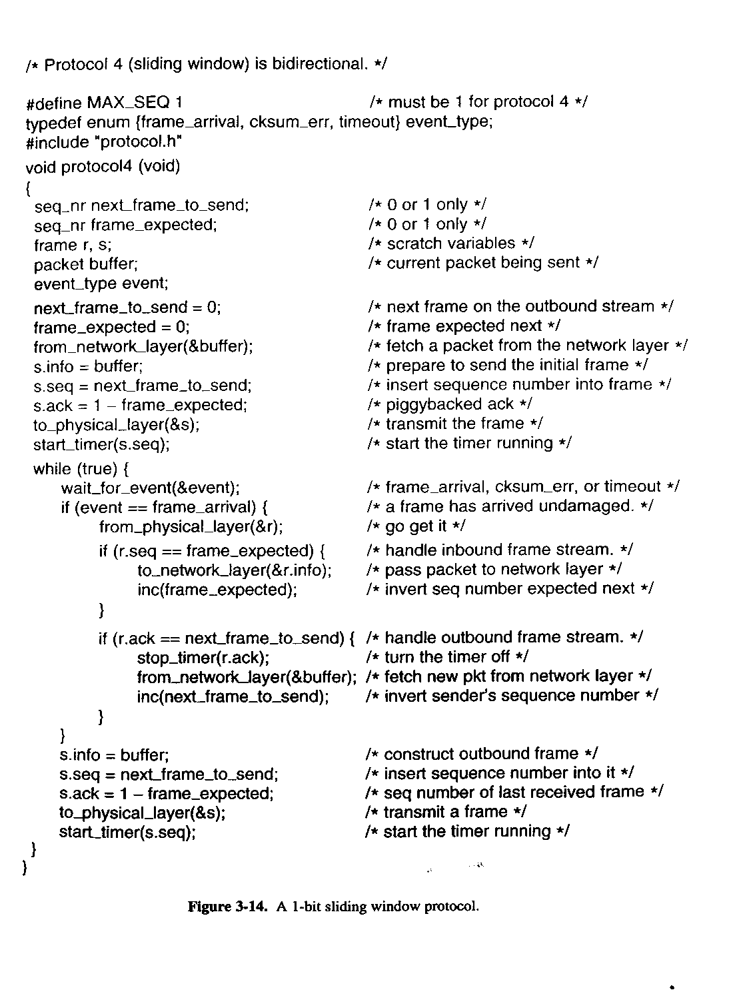 /* Protocol 4 (sliding window) is bidirectional. */
#define MAX_SEQ 1 /* must be 1 for protocol 4 */
typedef enum {frame_arrival, cksum_err, timeout} event_type;
#include "protocol.h"
void protocol4 (void)
{
seq_nr next_frame_to_send; /* 0 or 1 only */
seq_nr frame_expected; /* 0 or 1 only */
frame r, s; /* scratch variables */
packet buffer; /* current packet being sent */
event_type event;
next_frame_to_send = 0; /* next frame on the outbound stream */
frame_expected = 0; /* frame expected next */
from_network_layer(&buffer); /* fetch a packet from the network layer */
s.info = buffer; /* prepare to send the initial frame */
s.seq = next_frame_to_send; /* insert sequence number into frame */
s.ack = 1 – frame_expected; /* piggybacked ack */
to_physical_layer(&s); /* transmit the frame */
start_timer(s.seq); /* start the timer running */
while (true) {
wait_for_event(&event); /* frame_arrival, cksum_err, or timeout */
if (event == frame_arrival) { /* a frame has arrived undamaged. */
from_physical_layer(&r); /* go get it */
if (r.seq == frame_expected) { /* handle inbound frame stream. */
to_network_layer(&r.info); /* pass packet to network layer */
inc(frame_expected); /* invert seq number expected next */
}
if (r.ack == next_frame_to_send) { /* handle outbound frame stream. */
stop_timer(r.ack); /* turn the timer off */
from_network_layer(&buffer); /* fetch new pkt from network layer */
inc(next_frame_to_send); /* invert sender's sequence number */
}
}
s.info = buffer; /* construct outbound frame */
s.seq = next_frame_to_send; /* insert sequence number into it */
s.ack = 1 – frame_expected; /* seq number of last received frame */
to_physical_layer(&s); /* transmit a frame */
start_timer(s.seq); /* start the timer running */
}
}
Figure 3-14. A 1-bit sliding window protocol.